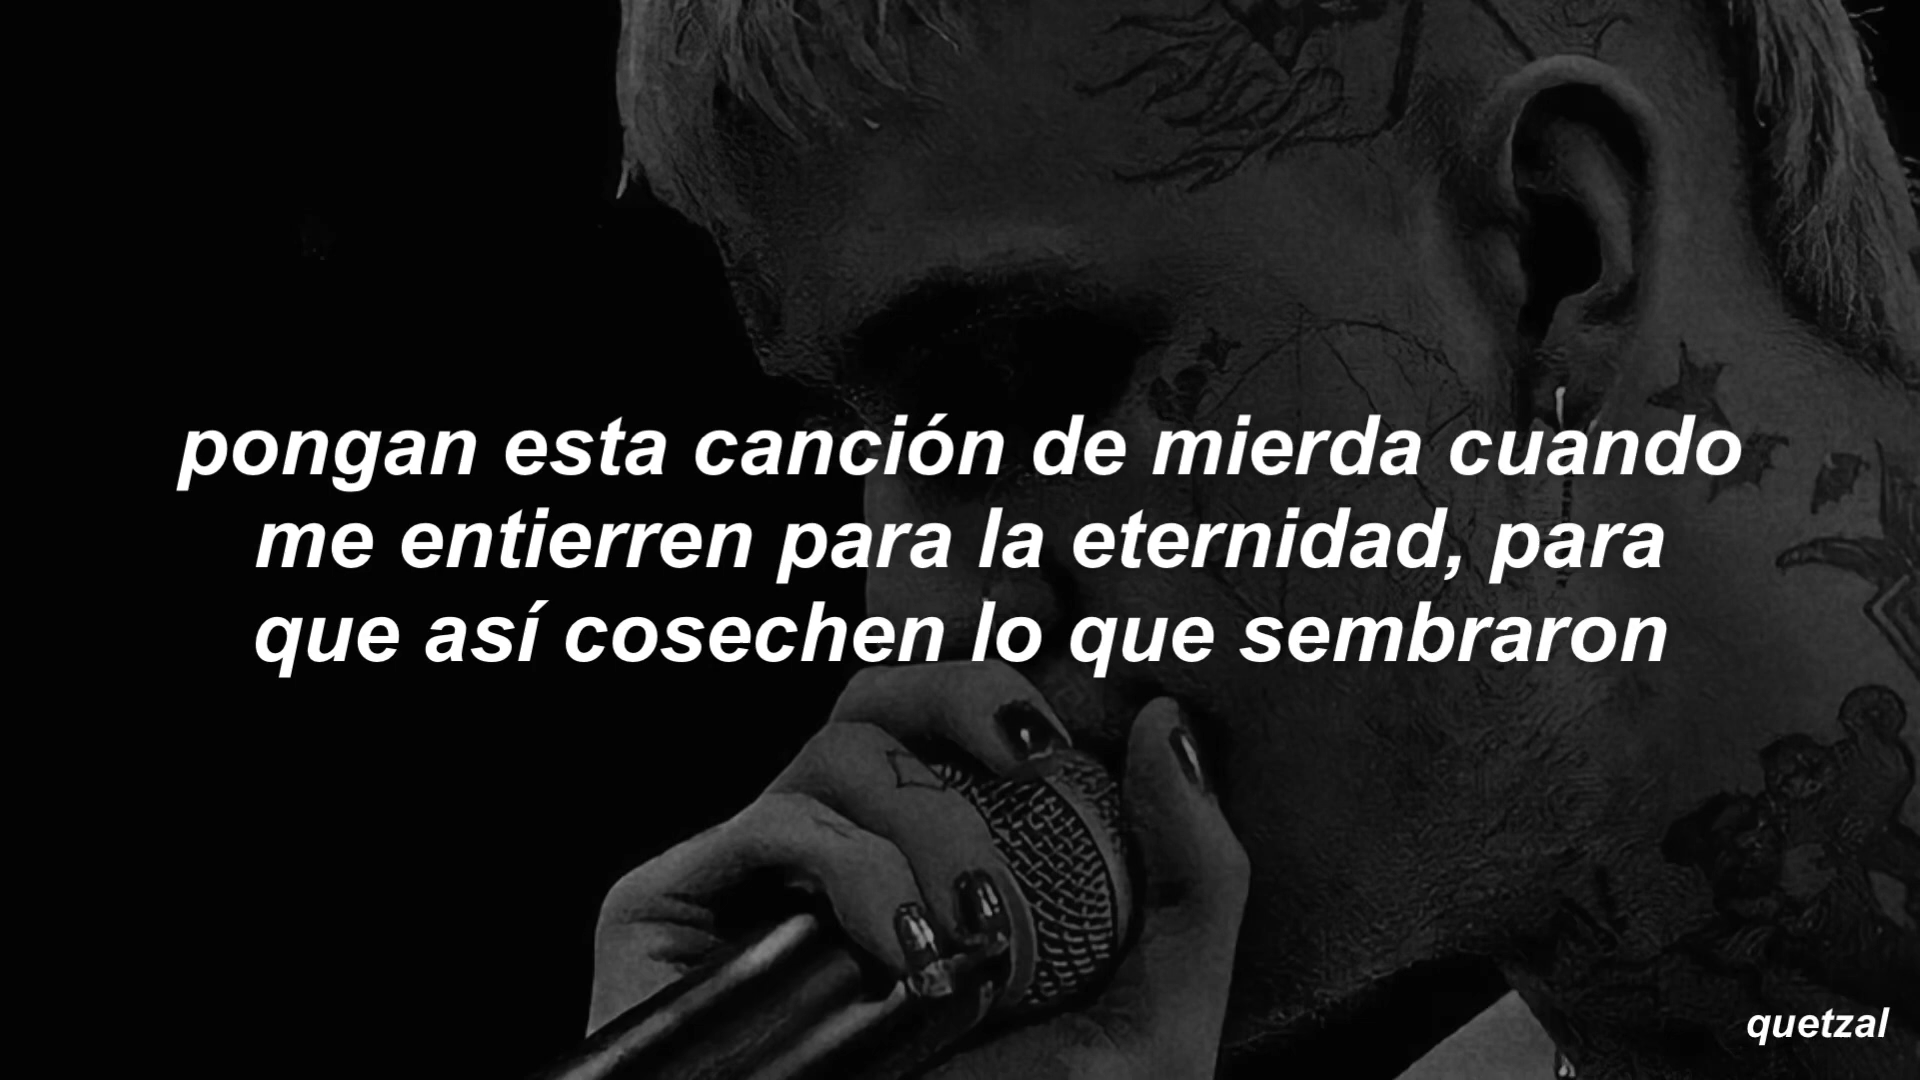 pongan esta canción de mierda cuando
me entierren para la eternidad, para
que así cosechen lo que sembraron
quetzal